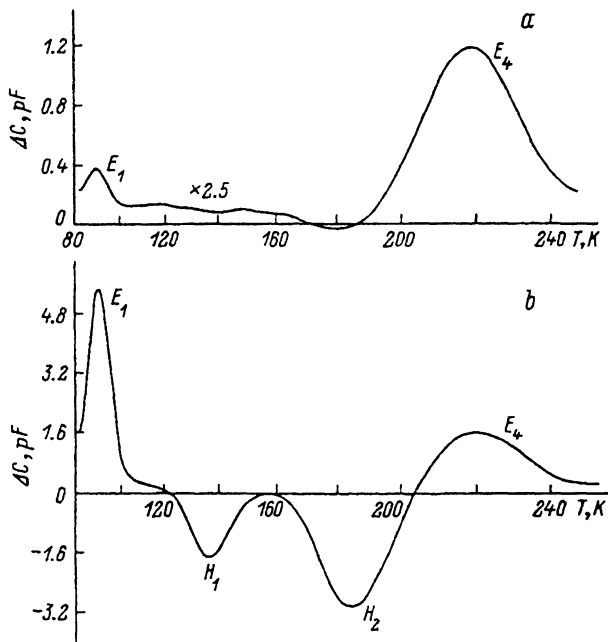 a
ΔC, pF
1.2
0.8
0.4
0
E1
×2.5
E4
80 120 160 200 240 T, K
b
ΔC, pF
4.8
3.2
1.6
0
-1.6
-3.2
E1
E4
120 160 200 240 T, K
H1
H2